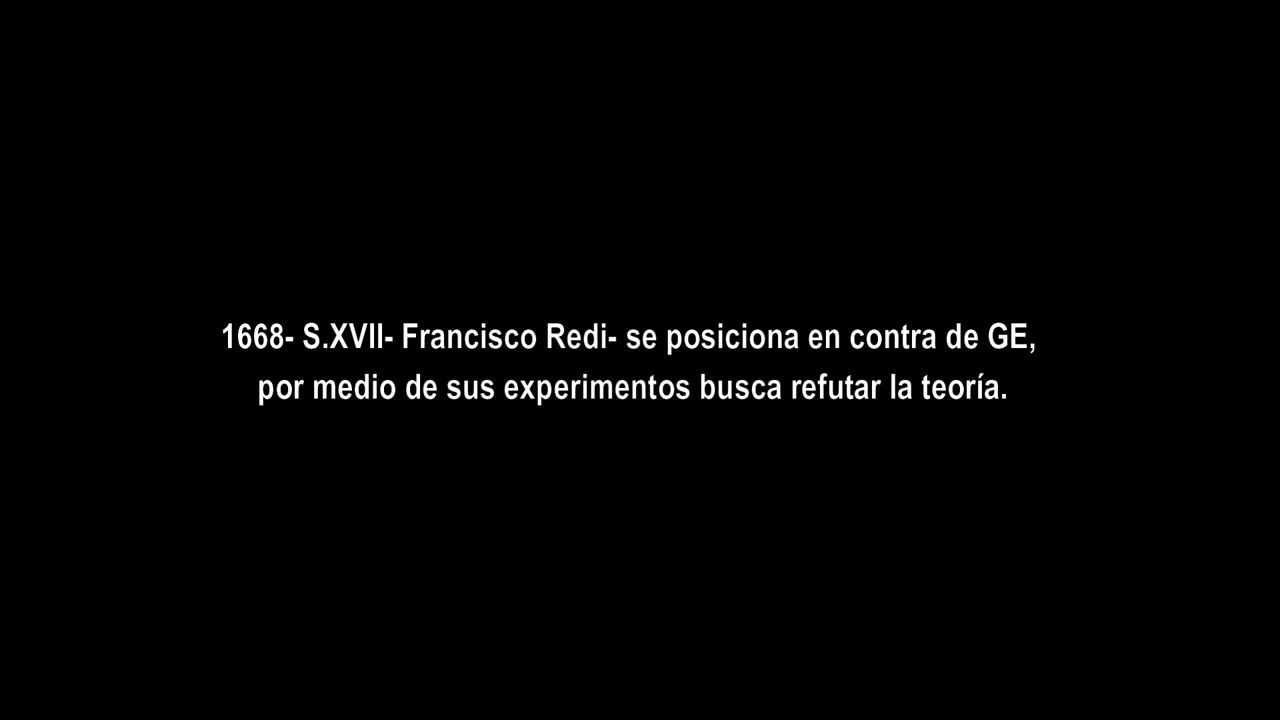 1668- S.XVII- Francisco Redi- se posiciona en contra de GE,
por medio de sus experimentos busca refutar la teoría.